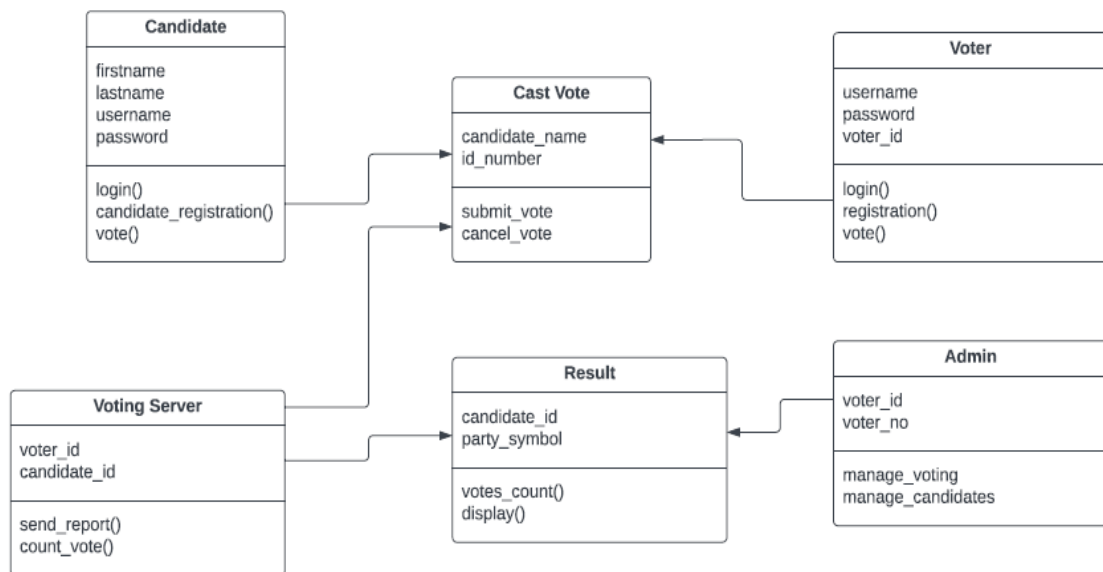 Candidate
firstname
lastname
username
password
login()
candidate_registration()
vote()
Cast Vote
candidate_name
id_number
submit_vote
cancel_vote
Voter
username
password
voter_id
login()
registration()
vote()
Voting Server
voter_id
candidate_id
send_report()
count_vote()
Result
candidate_id
party_symbol
votes_count()
display()
Admin
voter_id
voter_no
manage_voting
manage_candidates